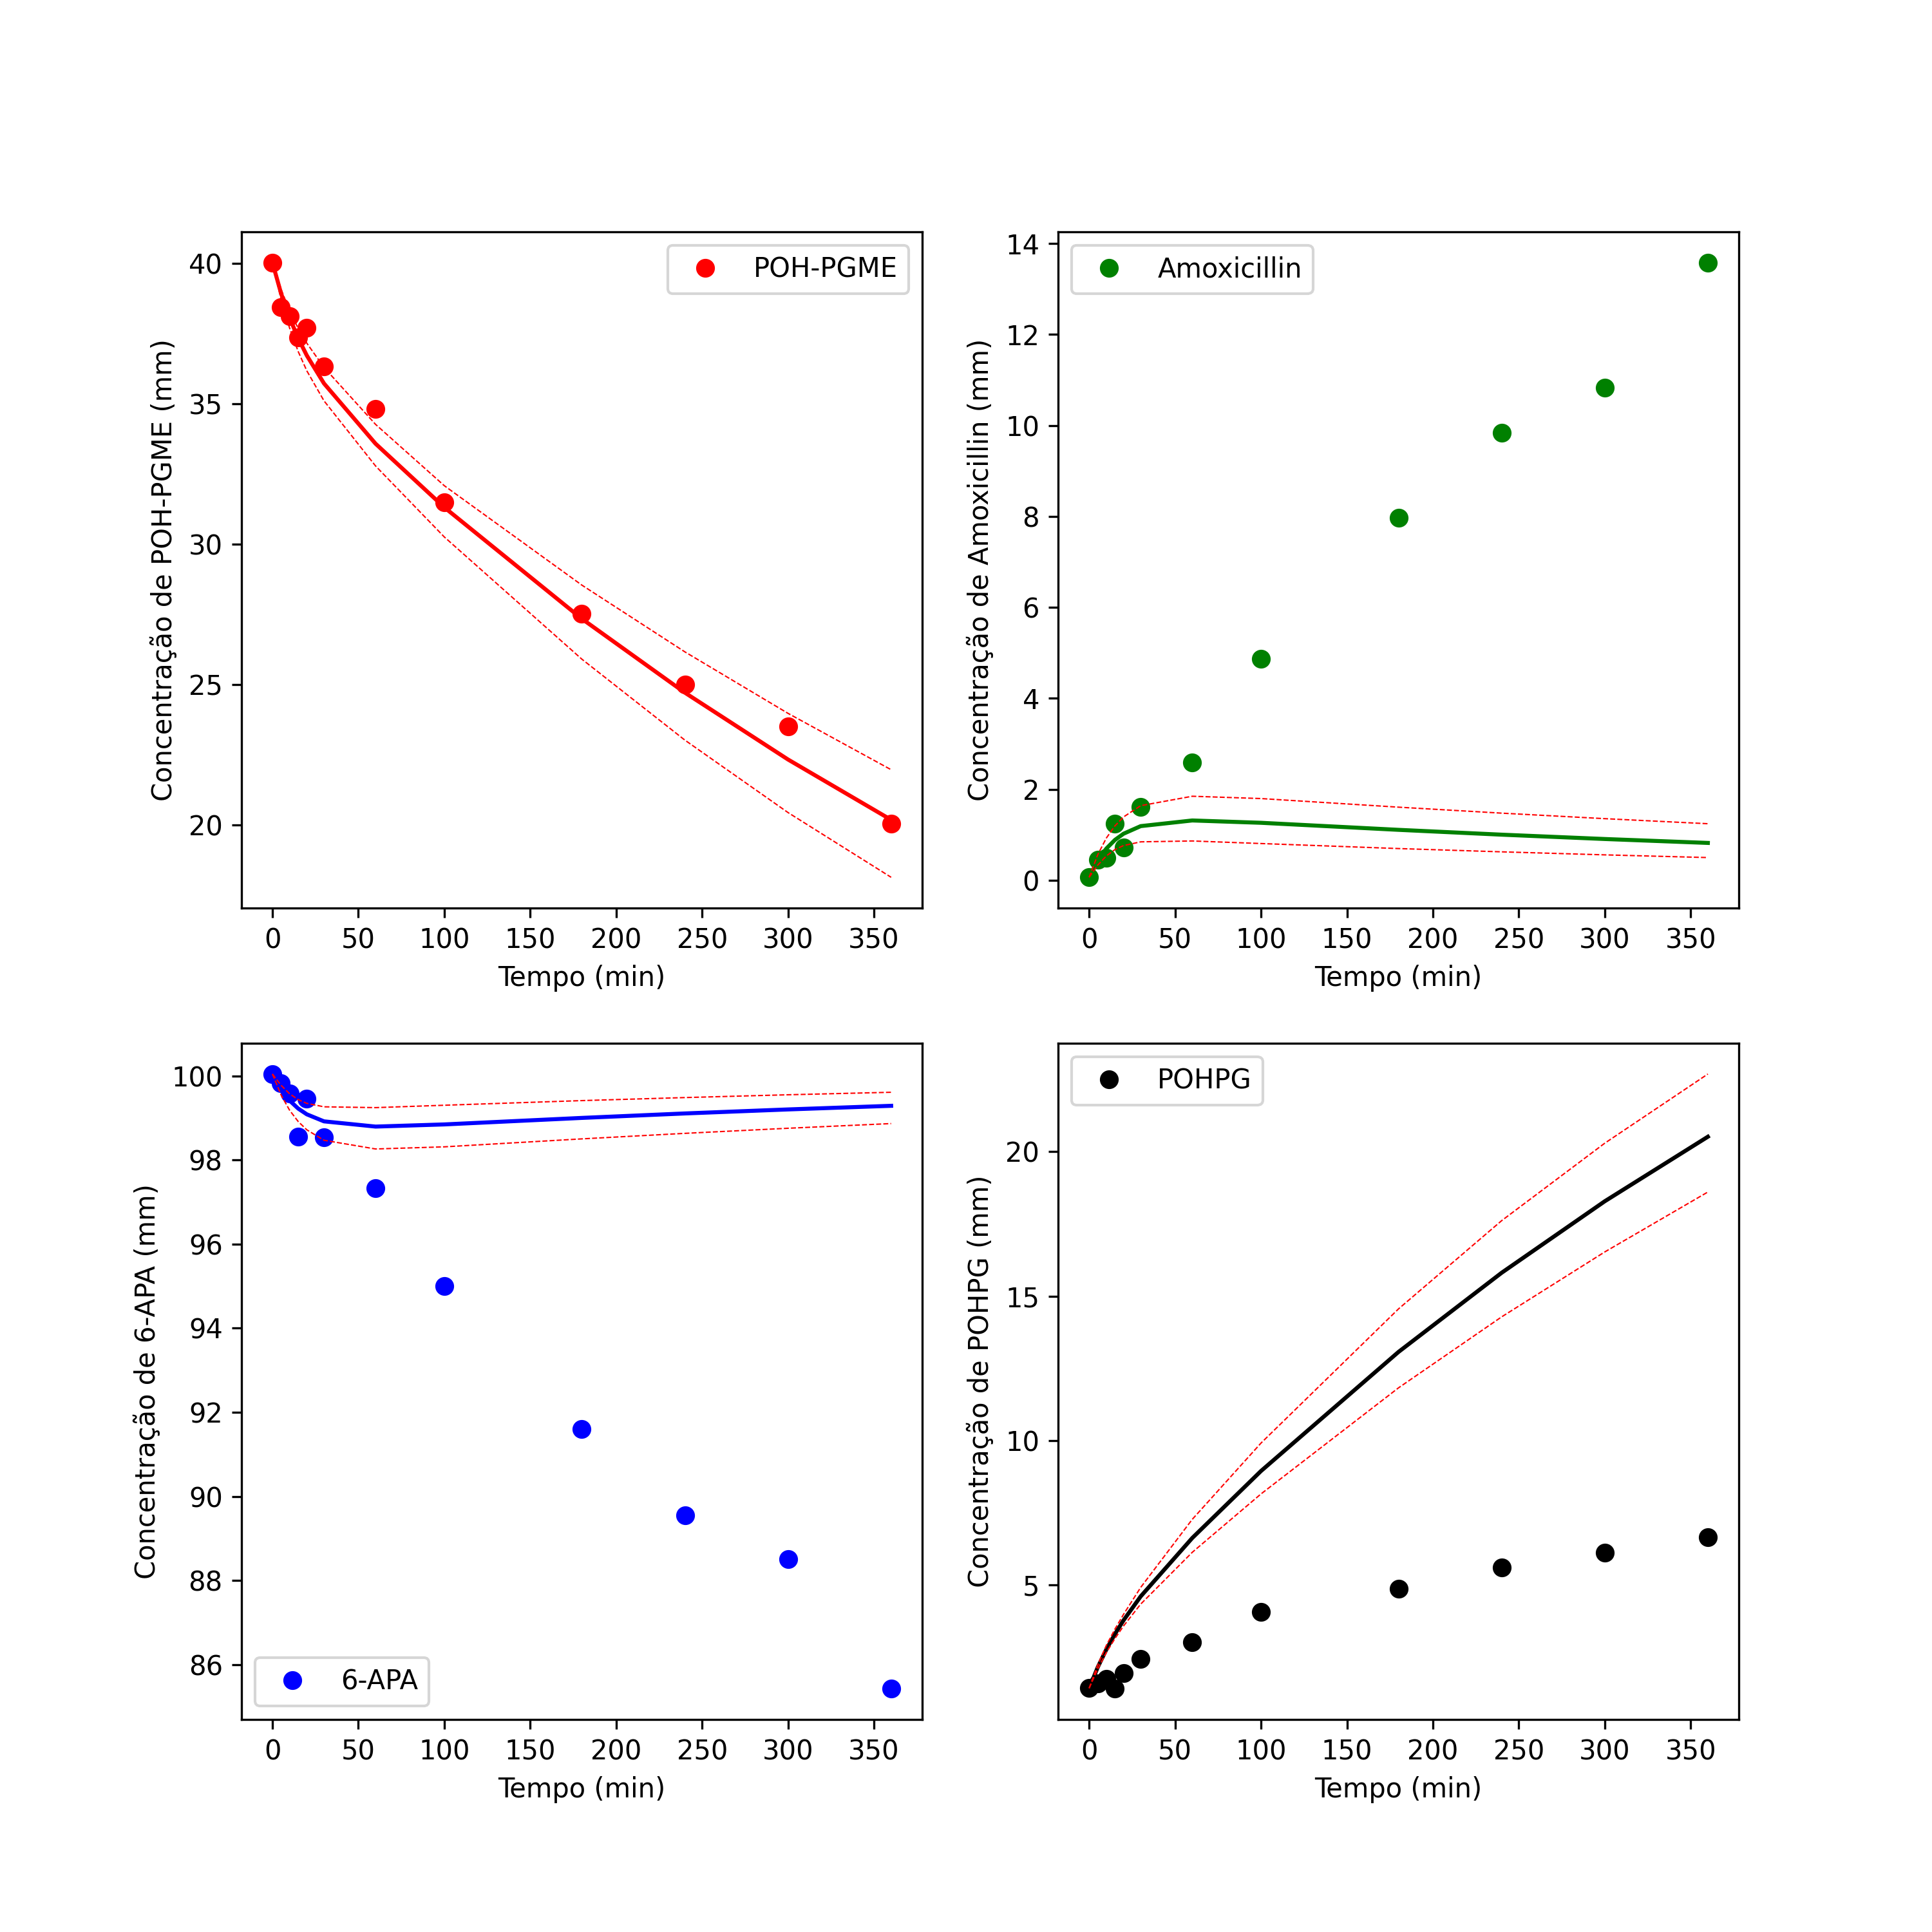 POH-PGME
40
35
30
25
20
Concentração de POH-PGME (mm)
0 50 100 150 200 250 300 350
Tempo (min)
Amoxicillin
14
12
10
8
6
4
2
0
Concentração de Amoxicillin (mm)
0 50 100 150 200 250 300 350
Tempo (min)
100
98
96
94
92
90
88
86
Concentração de 6-APA (mm)
6-APA
0 50 100 150 200 250 300 350
Tempo (min)
POHPG
20
15
10
5
Concentração de POHPG (mm)
0 50 100 150 200 250 300 350
Tempo (min)